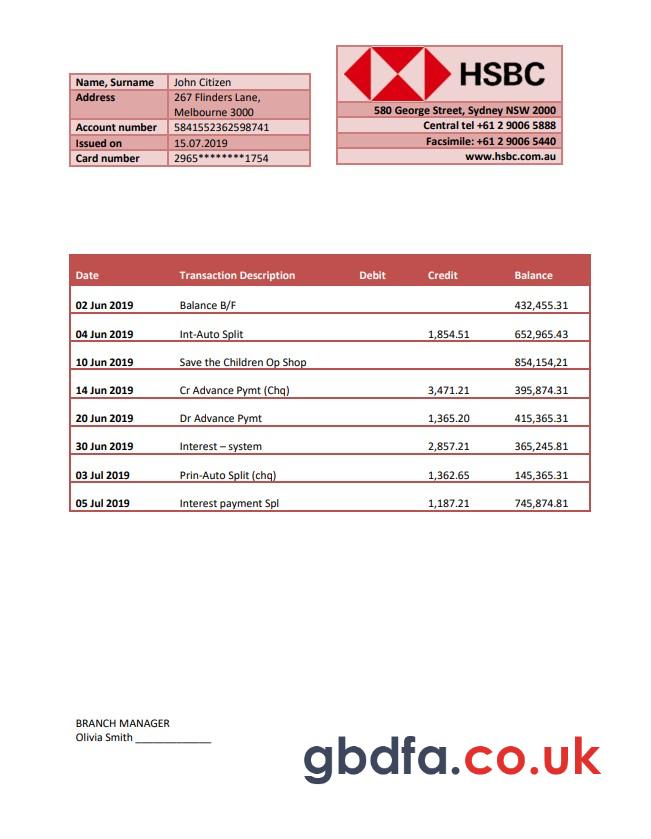 HSBC
580 George Street, Sydney NSW 2000
Central tel +61 2 9006 5888
Facsimile: +61 2 9006 5440
www.hsbc.com.au
Name, Surname John Citizen
Address 267 Flinders Lane,
Melbourne 3000
Account number 5841552362598741
Issued on 15.07.2019
Card number 2965********1754
Date Transaction Description Debit Credit Balance
02 Jun 2019 Balance B/F 432,455.31
04 Jun 2019 Int-Auto Split 1,854.51 652,965.43
10 Jun 2019 Save the Children Op Shop 854,154,21
14 Jun 2019 Cr Advance Pymt (Chq) 3,471.21 395,874.31
20 Jun 2019 Dr Advance Pymt 1,365.20 415,365.31
30 Jun 2019 Interest – system 2,857.21 365,245.81
03 Jul 2019 Prin-Auto Split (chq) 1,362.65 145,365.31
05 Jul 2019 Interest payment Spl 1,187.21 745,874.81
BRANCH MANAGER
Olivia Smith _____________
gbdfa.co.uk